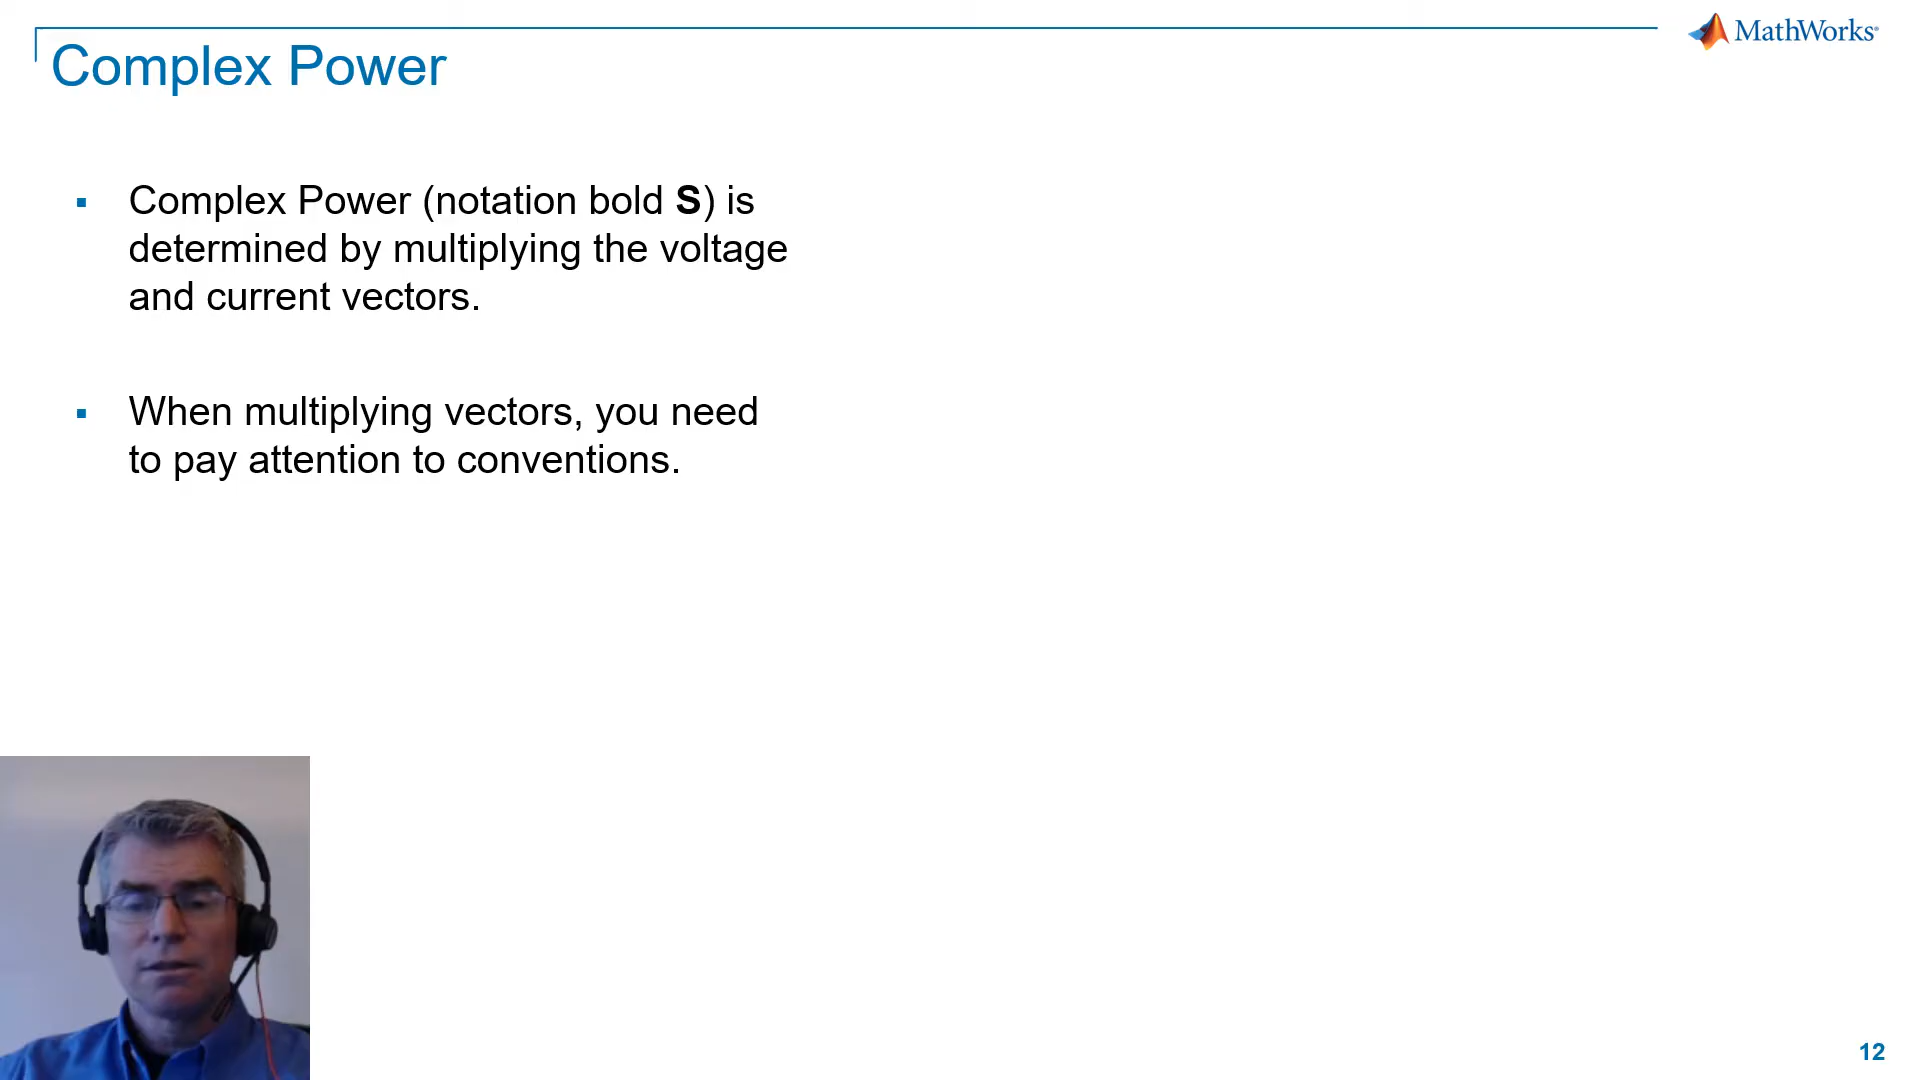 MathWorks®
Complex Power
▪ Complex Power (notation bold S) is
determined by multiplying the voltage
and current vectors.
▪ When multiplying vectors, you need
to pay attention to conventions.
12